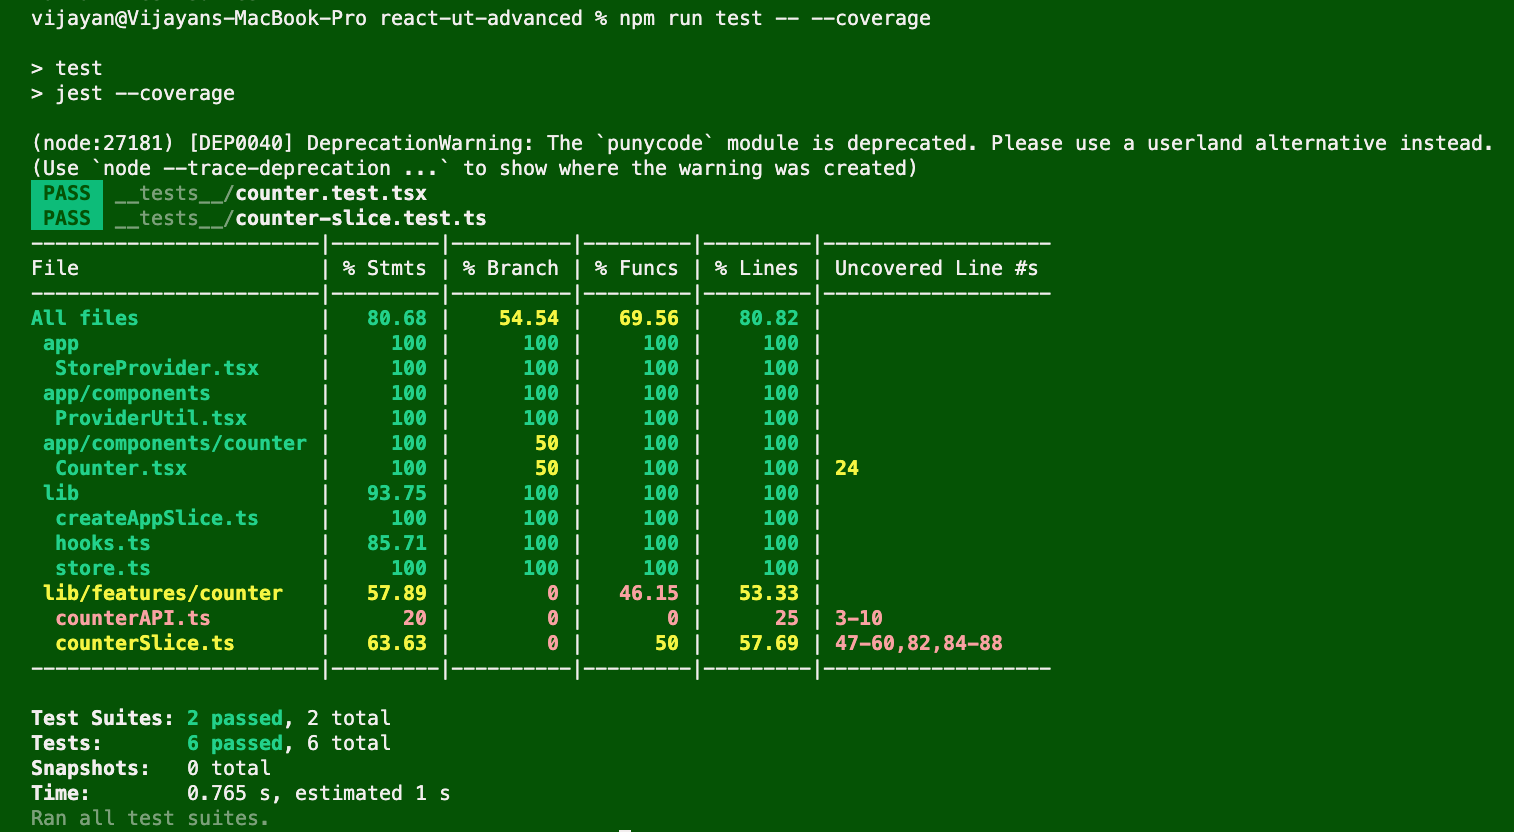 vijayan@Vijayans-MacBook-Pro react-ut-advanced % npm run test -- --coverage
> test
> jest --coverage
(node:27181) [DEP0040] DeprecationWarning: The `punycode` module is deprecated. Please use a userland alternative instead.
(Use `node --trace-deprecation ...` to show where the warning was created)
PASS __tests__/counter.test.tsx
PASS __tests__/counter-slice.test.ts
------------------------|---------|----------|---------|---------|-------------------
File                    | % Stmts | % Branch | % Funcs | % Lines | Uncovered Line #s
------------------------|---------|----------|---------|---------|-------------------
All files               |   80.68 |    54.54 |   69.56 |   80.82 |
 app                    |     100 |      100 |     100 |     100 |
  StoreProvider.tsx     |     100 |      100 |     100 |     100 |
 app/components         |     100 |      100 |     100 |     100 |
  ProviderUtil.tsx      |     100 |      100 |     100 |     100 |
 app/components/counter |     100 |       50 |     100 |     100 |
  Counter.tsx           |     100 |       50 |     100 |     100 | 24
 lib                    |   93.75 |      100 |     100 |     100 |
  createAppSlice.ts     |     100 |      100 |     100 |     100 |
  hooks.ts              |   85.71 |      100 |     100 |     100 |
  store.ts              |     100 |      100 |     100 |     100 |
 lib/features/counter   |   57.89 |        0 |   46.15 |   53.33 |
  counterAPI.ts         |      20 |        0 |       0 |      25 | 3-10
  counterSlice.ts       |   63.63 |        0 |      50 |   57.69 | 47-60,82,84-88
------------------------|---------|----------|---------|---------|-------------------
Test Suites: 2 passed, 2 total
Tests:       6 passed, 6 total
Snapshots:   0 total
Time:        0.765 s, estimated 1 s
Ran all test suites.